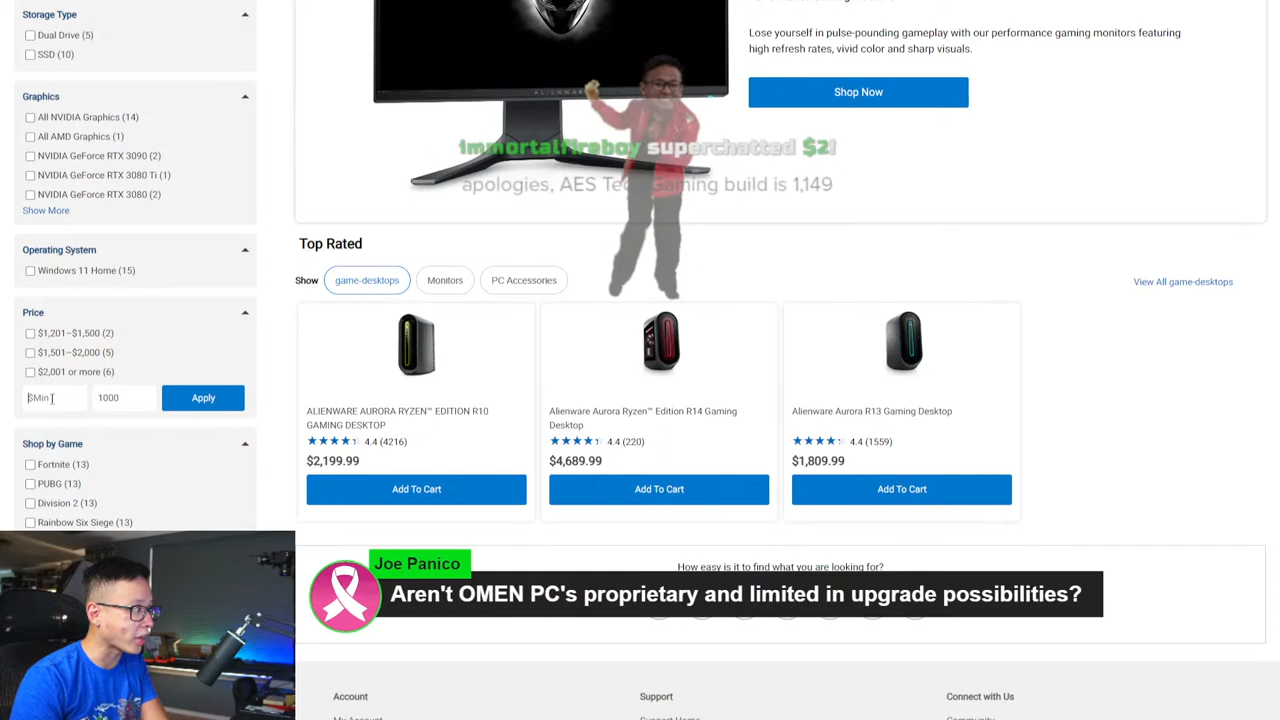 Storage Type
Dual Drive (5)
SSD (10)
Graphics
All NVIDIA Graphics (14)
All AMD Graphics (1)
NVIDIA GeForce RTX 3090 (2)
NVIDIA GeForce RTX 3080 Ti (1)
NVIDIA GeForce RTX 3080 (2)
Show More
Operating System
Windows 11 Home (15)
Price
$1,201–$1,500 (2)
$1,501–$2,000 (5)
$2,001 or more (6)
$Min
1000
Apply
Shop by Game
Fortnite (13)
PUBG (13)
Division 2 (13)
Rainbow Six Siege (13)
Lose yourself in pulse-pounding gameplay with our performance gaming monitors featuring
high refresh rates, vivid color and sharp visuals.
Shop Now
ALIENWARE
immortalfireboy superchatted $2!
apologies, AES Tech Gaming build is 1,149
Top Rated
Show
game-desktops
Monitors
PC Accessories
View All game-desktops
ALIENWARE AURORA RYZEN™ EDITION R10
GAMING DESKTOP
4.4 (4216)
$2,199.99
Add To Cart
Alienware Aurora Ryzen™ Edition R14 Gaming
Desktop
4.4 (220)
$4,689.99
Add To Cart
Alienware Aurora R13 Gaming Desktop
4.4 (1559)
$1,809.99
Add To Cart
How easy is it to find what you are looking for?
Joe Panico
Aren't OMEN PC's proprietary and limited in upgrade possibilities?
Account
My Account
Support
Support Home
Connect with Us
Community